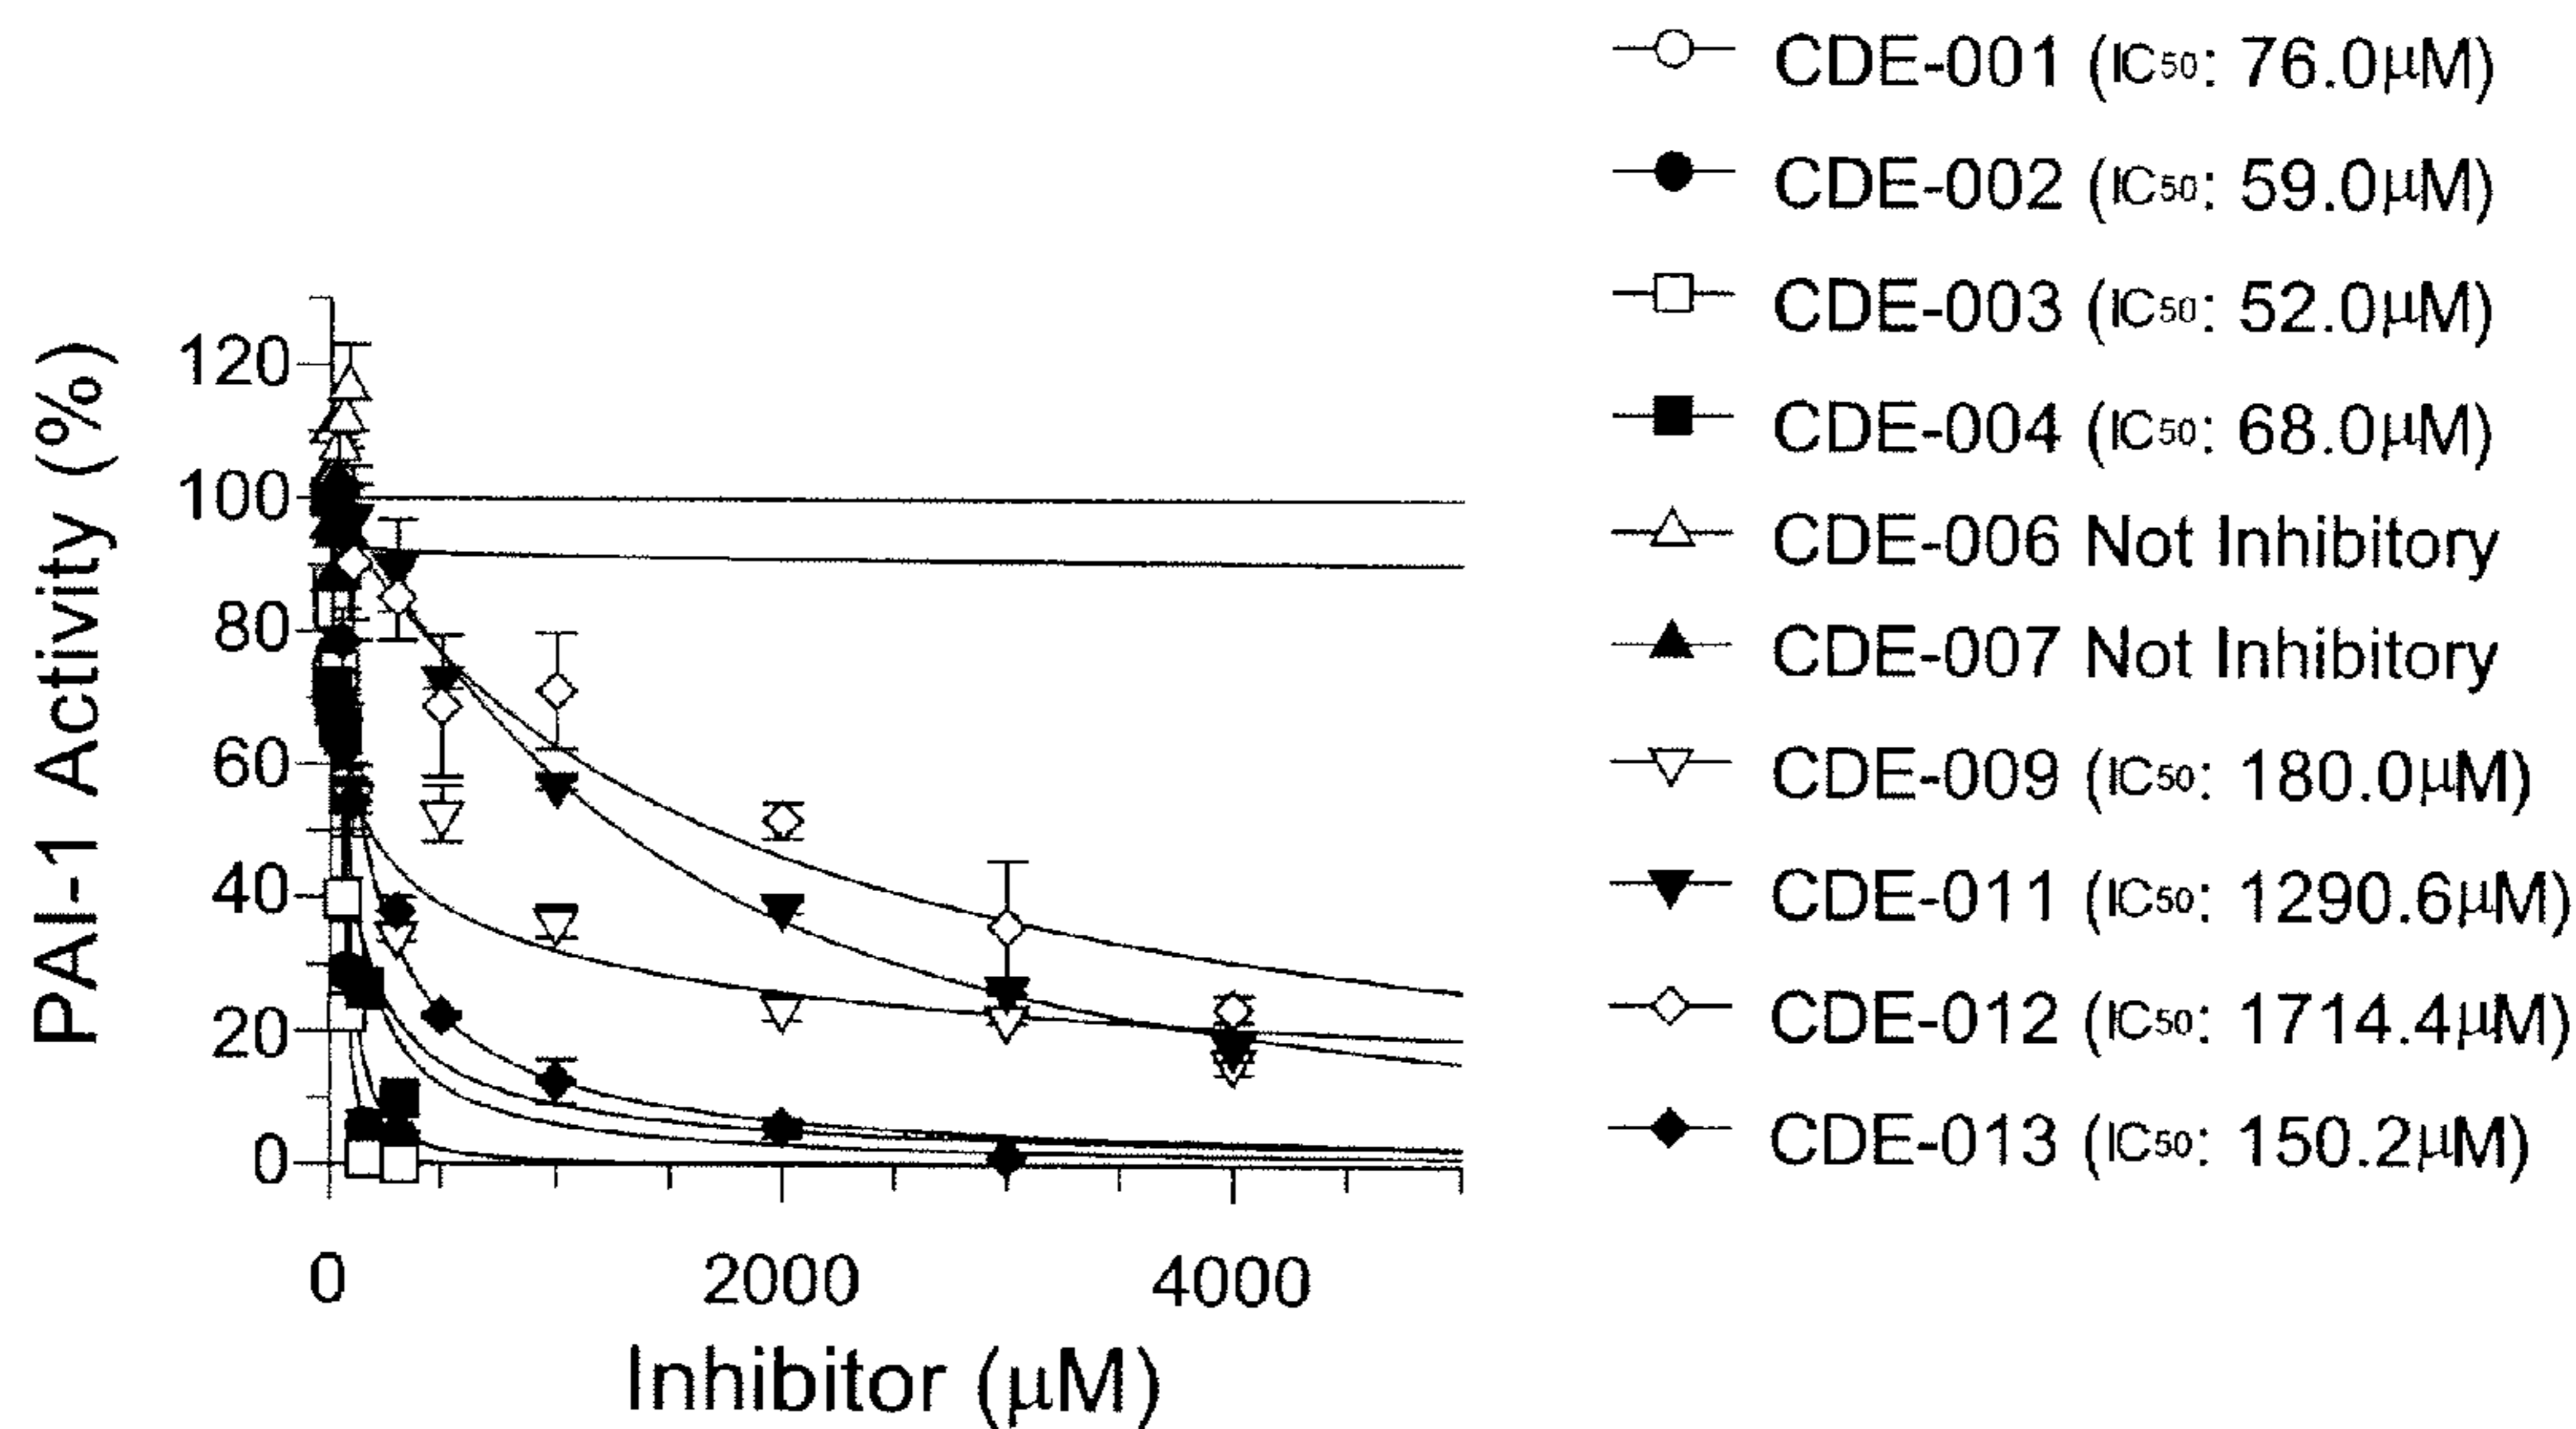 CDE-001 (IC50: 76.0μM)
CDE-002 (IC50: 59.0μM)
CDE-003 (IC50: 52.0μM)
CDE-004 (IC50: 68.0μM)
CDE-006 Not Inhibitory
CDE-007 Not Inhibitory
CDE-009 (IC50: 180.0μM)
CDE-011 (IC50: 1290.6μM)
CDE-012 (IC50: 1714.4μM)
CDE-013 (IC50: 150.2μM)
PAI-1 Activity (%)
120
100
80
60
40
20
0
0 2000 4000
Inhibitor (μM)